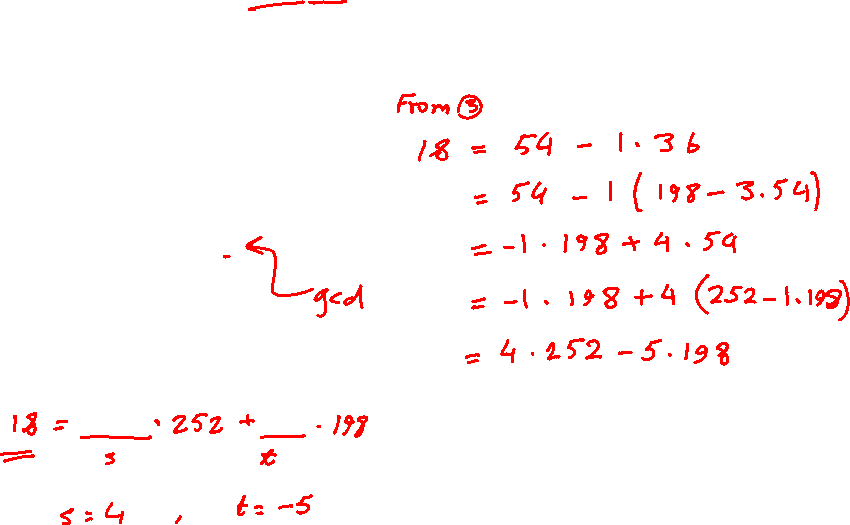 From ③
18 = 54 - 1.36
= 54 - 1 ( 198 - 3.54)
= -1 · 198 + 4 . 54
gcd
= -1 . 198 + 4 (252 - 1.198)
= 4 . 252 - 5 . 198
18 = ____ . 252 + ___ . 198
s t
s = 4 , t = -5